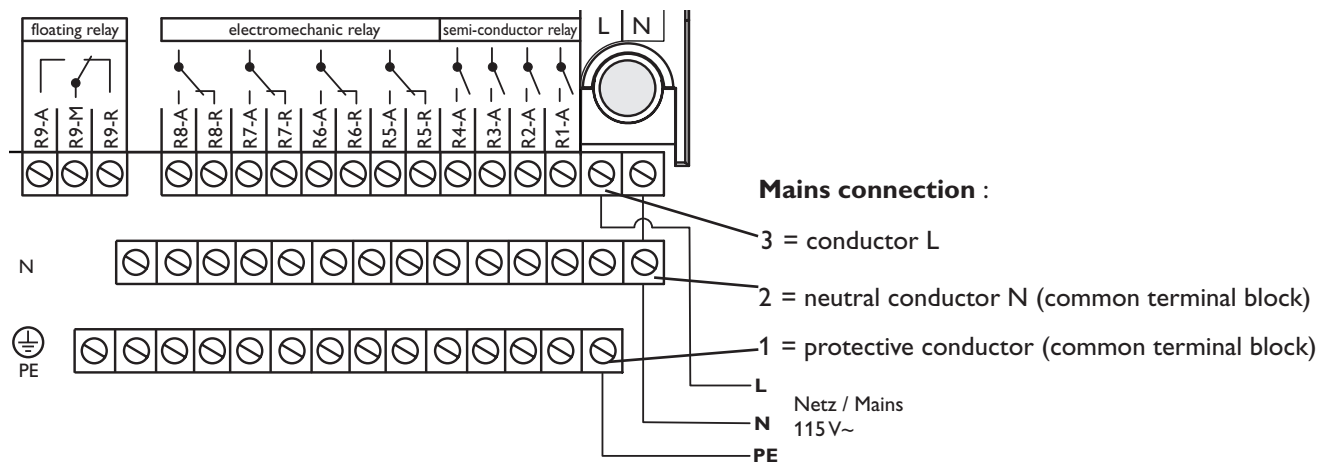 floating relay
electromechanic relay
semi-conductor relay
L N
R9-A
R9-M
R9-R
R8-A
R8-R
R7-A
R7-R
R6-A
R6-R
R5-A
R5-R
R4-A
R3-A
R2-A
R1-A
Mains connection :
3 = conductor L
N
2 = neutral conductor N (common terminal block)
1 = protective conductor (common terminal block)
PE
L
N
PE
Netz / Mains
115 V~